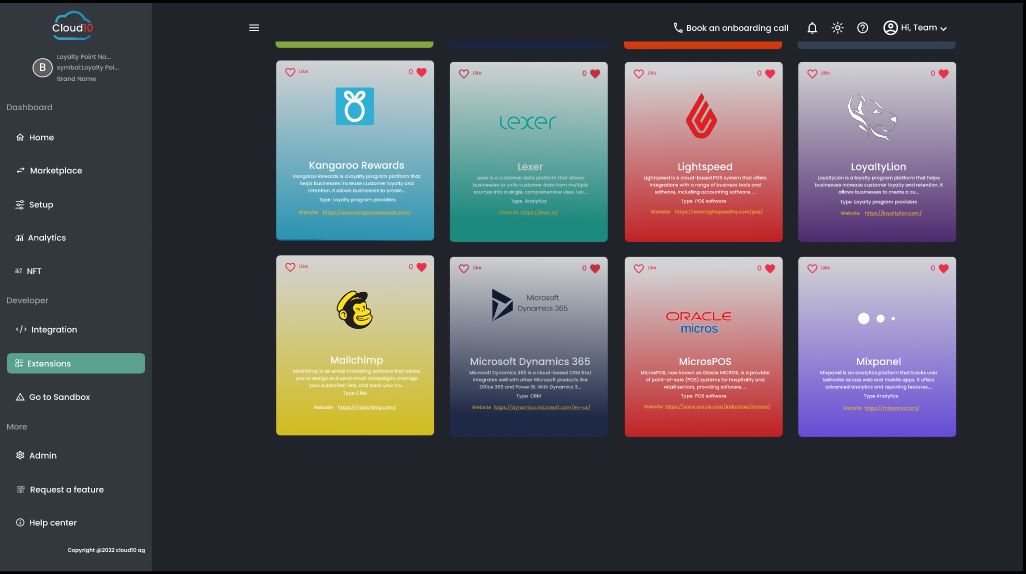 Cloud10
B
Loyalty Point Na...
symbol:Loyalty Poi...
Brand Name
Dashboard
Home
Marketplace
Setup
Analytics
NFT
Developer
Integration
Extensions
Go to Sandbox
More
Admin
Request a feature
Help center
Copyright @2022 cloud10 ag
Book an onboarding call
Hi, Team
Like
0
Kangaroo Rewards
Kangaroo Rewards is a loyalty program platform that
helps businesses increase customer loyalty and
retention. It allows businesses to create...
Type Loyalty program providers
Website https://www.kangaroorewards.com/
Like
0
LEXER
Lexer
Lexer is a customer data platform that allows
businesses to unify customer data from multiple
sources into a single, comprehensive view. Lex...
Type Analytics
Website https://lexer.io/
Like
0
Lightspeed
Lightspeed is a cloud-based POS system that offers
integrations with a range of business tools and
software, including accounting software, ...
Type POS software
Website https://www.lightspeedhq.com/pos/
Like
0
LoyaltyLion
LoyaltyLion is a loyalty program platform that helps
businesses increase customer loyalty and retention. It
allows businesses to create a cu...
Type Loyalty program providers
Website https://loyaltylion.com/
Like
0
Mailchimp
Mailchimp is an email marketing software that allows
you to design and send email campaigns, manage
your subscriber lists, and track your ca...
Type CRM
Website https://mailchimp.com/
Like
0
Microsoft
Dynamics 365
Microsoft Dynamics 365
Microsoft Dynamics 365 is a cloud-based CRM that
integrates well with other Microsoft products like
Office 365 and Power BI. With Dynamics 3...
Type CRM
Website https://dynamics.microsoft.com/en-us/
Like
0
ORACLE
micros
MicrosPOS
MicrosPOS, now known as Oracle MICROS, is a provider
of point-of-sale (POS) systems for hospitality and
retail sectors, providing software, ...
Type POS software
Website https://www.oracle.com/industries/micros/
Like
0
Mixpanel
Mixpanel is an analytics platform that tracks user
behavior across web and mobile apps. It offers
advanced analytics and reporting features...
Type Analytics
Website https://mixpanel.com/